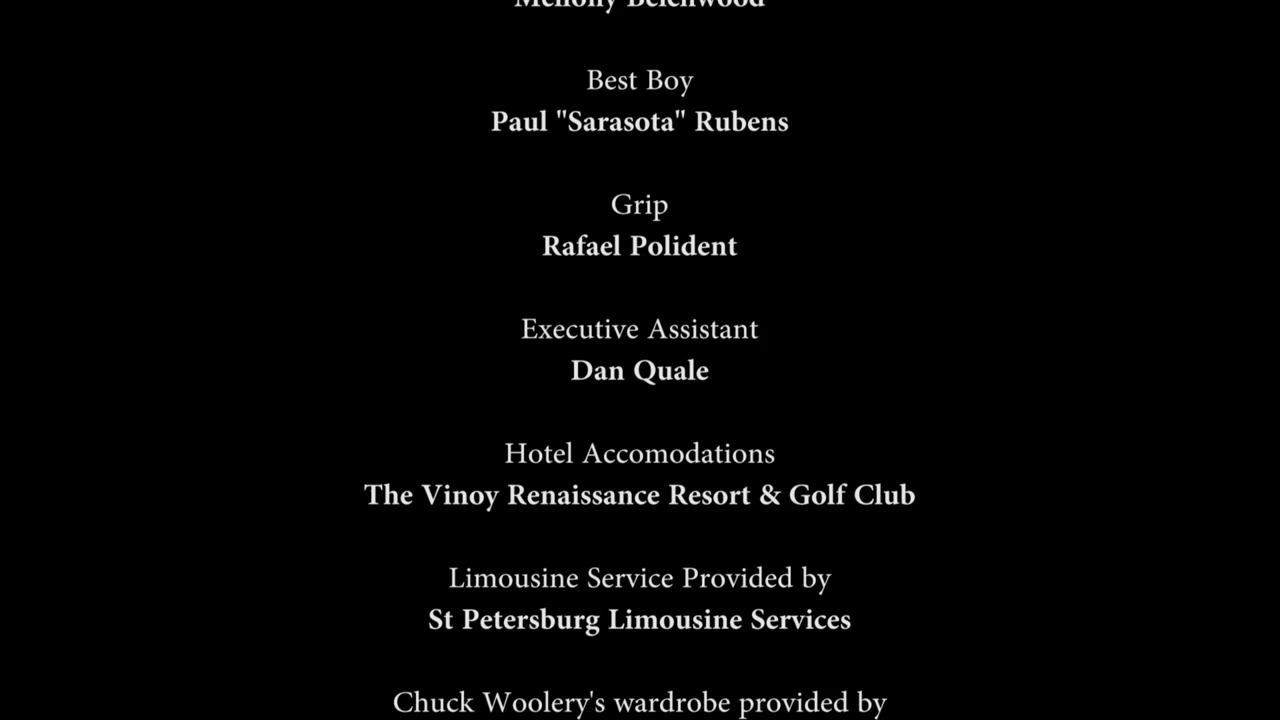 Best Boy
Paul "Sarasota" Rubens
Grip
Rafael Polident
Executive Assistant
Dan Quale
Hotel Accomodations
The Vinoy Renaissance Resort & Golf Club
Limousine Service Provided by
St Petersburg Limousine Services
Chuck Woolery's wardrobe provided by